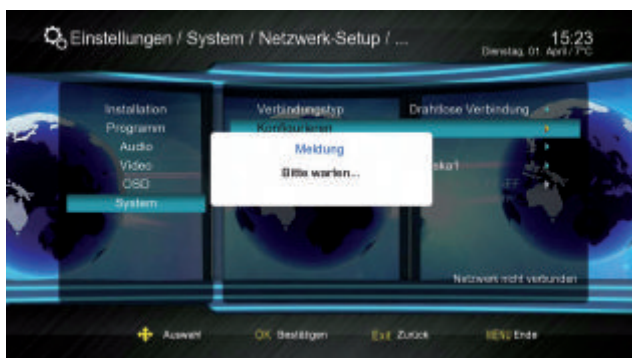 Einstellungen / System / Netzwerk-Setup / ...
15:23
Dienstag, 01. April / 7°C
Installation
Programm
Audio
Video
OSD
System
Verbindungstyp
Drahtlose Verbindung
Konfigurieren
Meldung
Bitte warten...
Netzwerk nicht verbunden
Auswahl
OK Bestätigen
Exit Zurück
MENU Ende